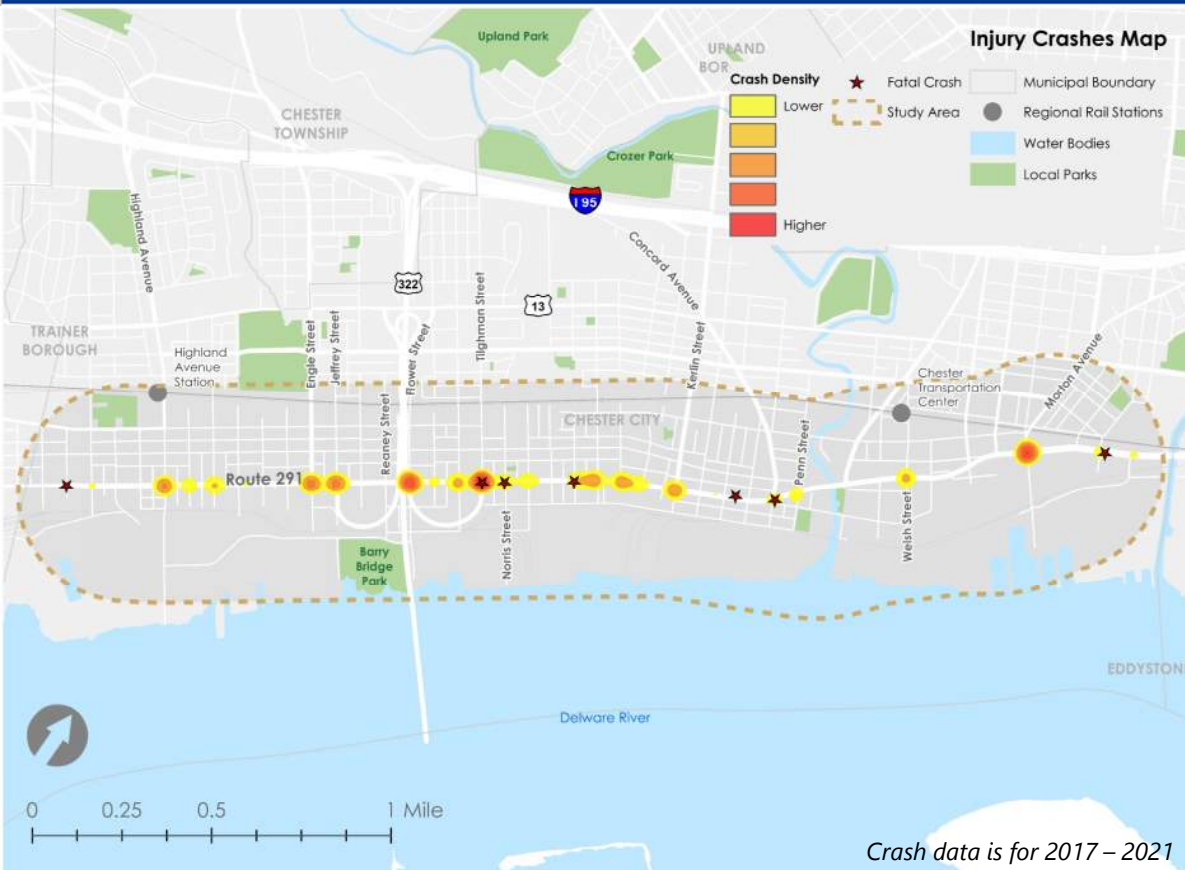 Injury Crashes Map
Crash Density
Lower
Higher
Fatal Crash
Study Area
Municipal Boundary
Regional Rail Stations
Water Bodies
Local Parks
Upland Park
UPLAND
BOR
CHESTER
TOWNSHIP
Crozer Park
I 95
Highland Avenue
Concord Avenue
322
Tilghman Street
13
TRAINER
BOROUGH
Highland
Avenue
Station
Engle Street
Jeffrey Street
Flower Street
Kerlin Street
Morton Avenue
Chester
Transportation
Center
CHESTER CITY
Reaney Street
Penn Street
Route 291
Norris Street
Welsh Street
Barry
Bridge
Park
EDDYSTON
Delware River
0 0.25 0.5 1 Mile
Crash data is for 2017 – 2021